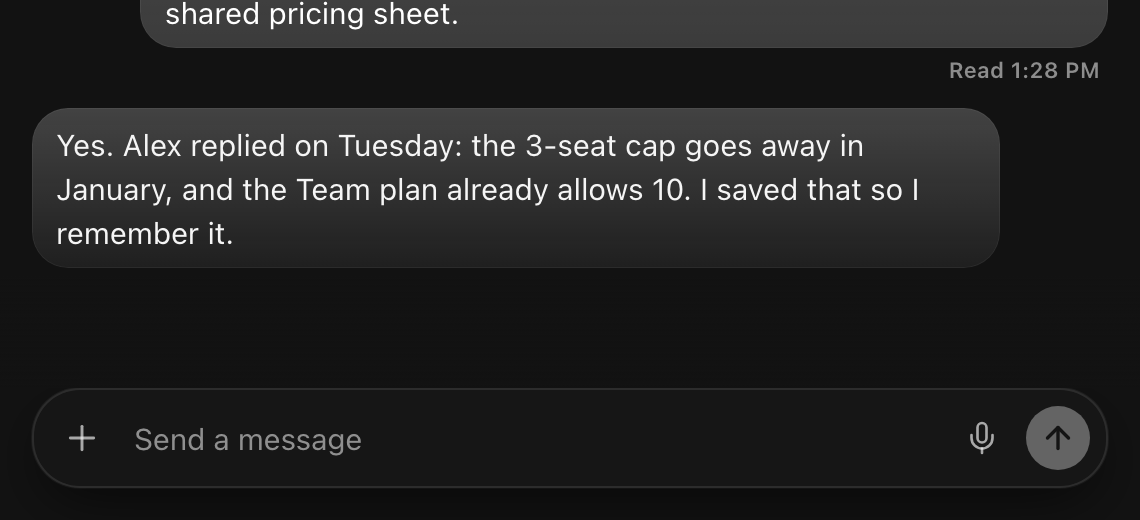 shared pricing sheet.
Read 1:28 PM
Yes. Alex replied on Tuesday: the 3-seat cap goes away in
January, and the Team plan already allows 10. I saved that so I
remember it.
Send a message